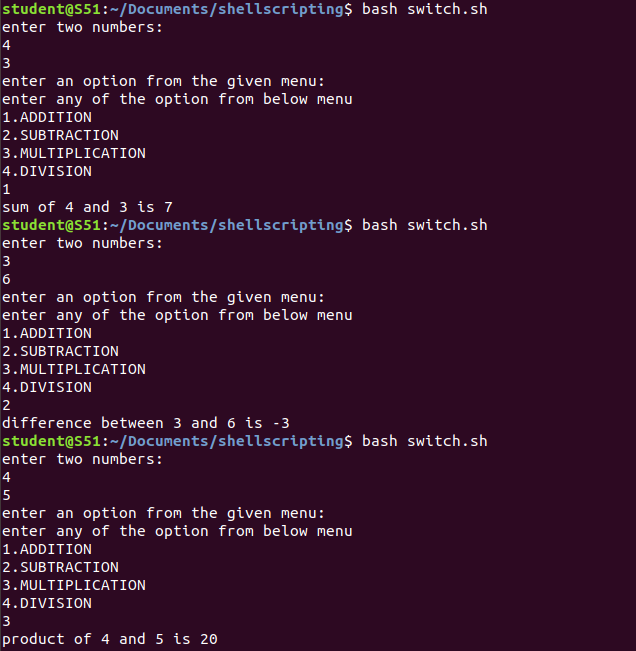 student@S51:~/Documents/shellscripting$ bash switch.sh
enter two numbers:
4
3
enter an option from the given menu:
enter any of the option from below menu
1.ADDITION
2.SUBTRACTION
3.MULTIPLICATION
4.DIVISION
1
sum of 4 and 3 is 7
student@S51:~/Documents/shellscripting$ bash switch.sh
enter two numbers:
3
6
enter an option from the given menu:
enter any of the option from below menu
1.ADDITION
2.SUBTRACTION
3.MULTIPLICATION
4.DIVISION
2
difference between 3 and 6 is -3
student@S51:~/Documents/shellscripting$ bash switch.sh
enter two numbers:
4
5
enter an option from the given menu:
enter any of the option from below menu
1.ADDITION
2.SUBTRACTION
3.MULTIPLICATION
4.DIVISION
3
product of 4 and 5 is 20